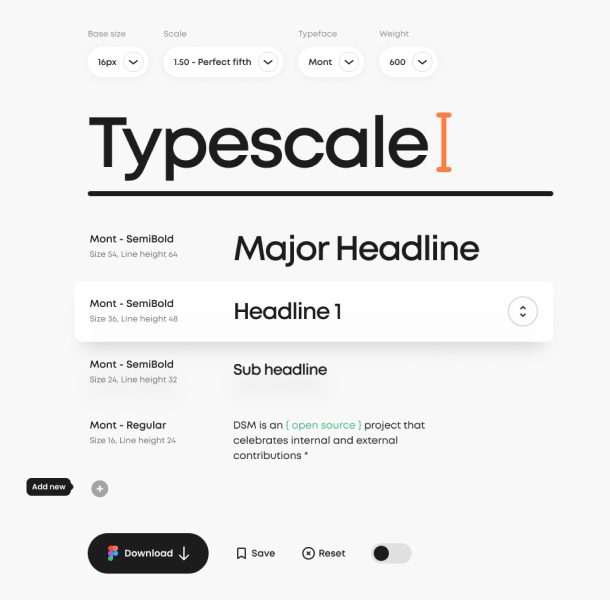 Base size Scale Typeface Weight
16px 1.50 - Perfect fifth Mont 600
Typescale
Mont - SemiBold
Size 54, Line height 64
Major Headline
Mont - SemiBold
Size 36, Line height 48
Headline 1
Mont - SemiBold
Size 24, Line height 32
Sub headline
Mont - Regular
Size 16, Line height 24
DSM is an { open source } project that
celebrates internal and external
contributions *
Add new
Download Save Reset